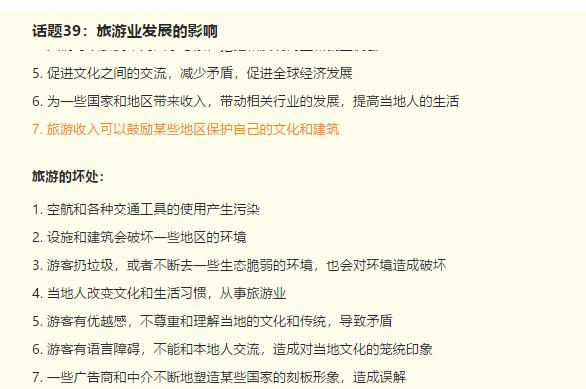 话题39：旅游业发展的影响
5. 促进文化之间的交流，减少矛盾，促进全球经济发展
6. 为一些国家和地区带来收入，带动相关行业的发展，提高当地人的生活
7. 旅游收入可以鼓励某些地区保护自己的文化和建筑
旅游的坏处：
1. 空航和各种交通工具的使用产生污染
2. 设施和建筑会破坏一些地区的环境
3. 游客扔垃圾，或者不断去一些生态脆弱的环境，也会对环境造成破坏
4. 当地人改变文化和生活习惯，从事旅游业
5. 游客有优越感，不尊重和理解当地的文化和传统，导致矛盾
6. 游客有语言障碍，不能和本地人交流，造成对当地文化的笼统印象
7. 一些广告商和中介不断地塑造某些国家的刻板形象，造成误解